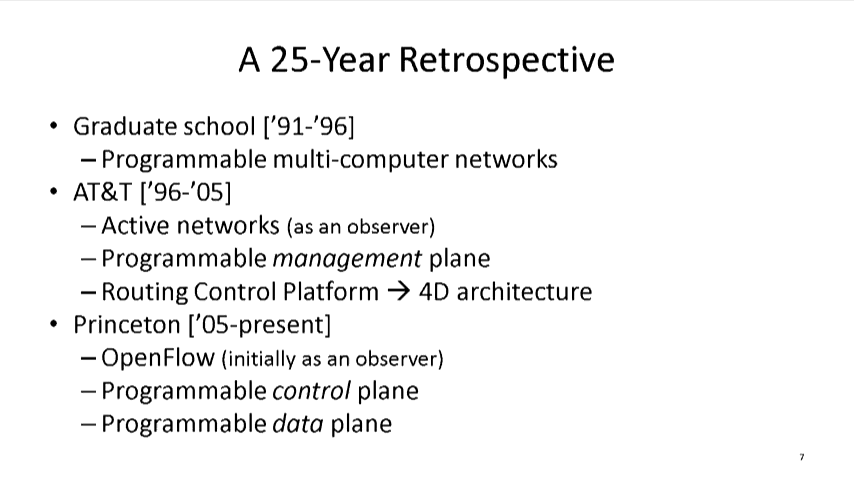 A 25-Year Retrospective
• Graduate school [’91-’96]
– Programmable multi-computer networks
• AT&T [’96-’05]
– Active networks (as an observer)
– Programmable management plane
– Routing Control Platform → 4D architecture
• Princeton [’05-present]
– OpenFlow (initially as an observer)
– Programmable control plane
– Programmable data plane
7